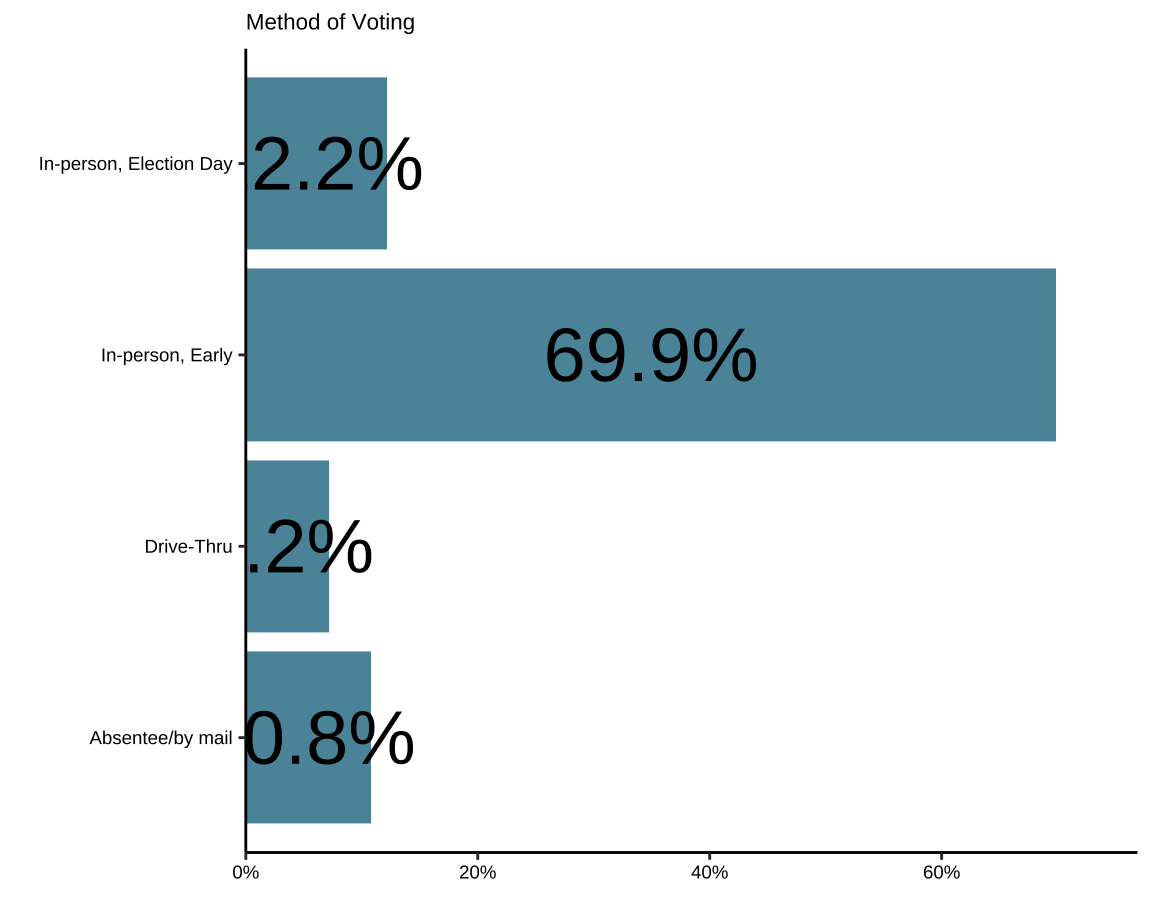 Method of Voting
In-person, Election Day
2.2%
In-person, Early
69.9%
Drive-Thru
.2%
Absentee/by mail
0.8%
0% 20% 40% 60%